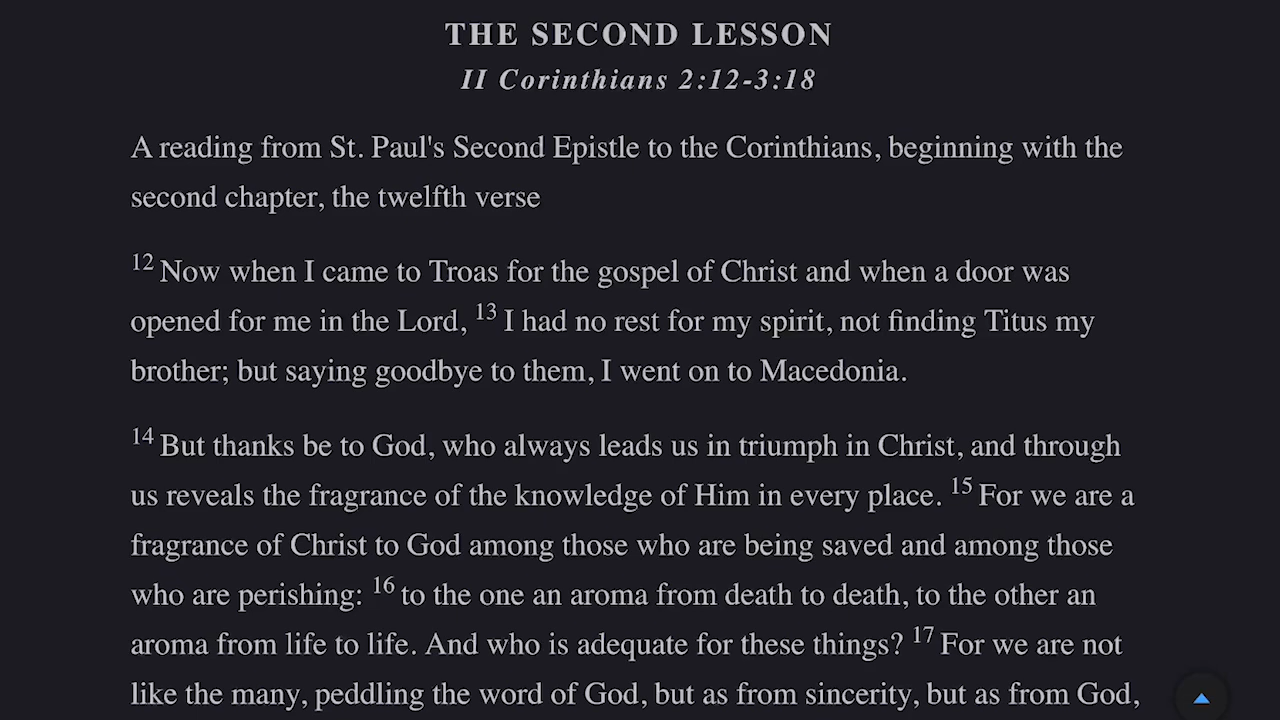 THE SECOND LESSON
II Corinthians 2:12-3:18
A reading from St. Paul's Second Epistle to the Corinthians, beginning with the
second chapter, the twelfth verse
12 Now when I came to Troas for the gospel of Christ and when a door was
opened for me in the Lord, 13 I had no rest for my spirit, not finding Titus my
brother; but saying goodbye to them, I went on to Macedonia.
14 But thanks be to God, who always leads us in triumph in Christ, and through
us reveals the fragrance of the knowledge of Him in every place. 15 For we are a
fragrance of Christ to God among those who are being saved and among those
who are perishing: 16 to the one an aroma from death to death, to the other an
aroma from life to life. And who is adequate for these things? 17 For we are not
like the many, peddling the word of God, but as from sincerity, but as from God,